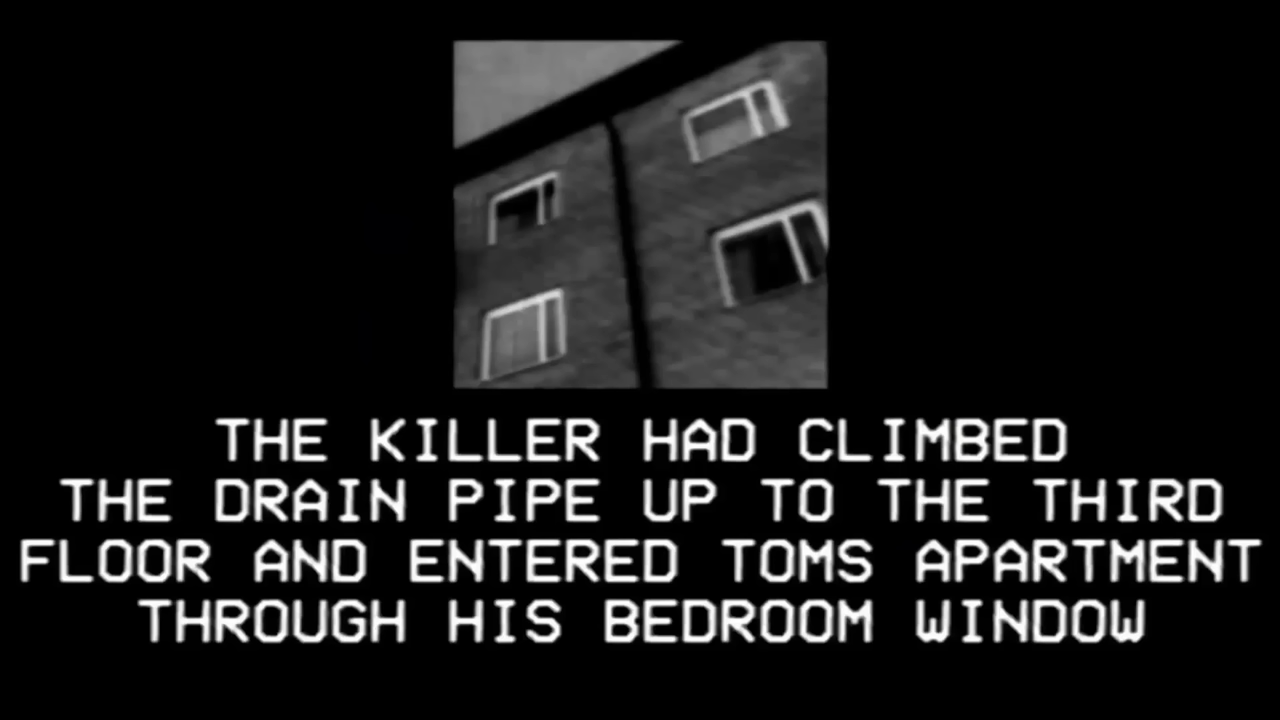 THE KILLER HAD CLIMBED
THE DRAIN PIPE UP TO THE THIRD
FLOOR AND ENTERED TOMS APARTMENT
THROUGH HIS BEDROOM WINDOW